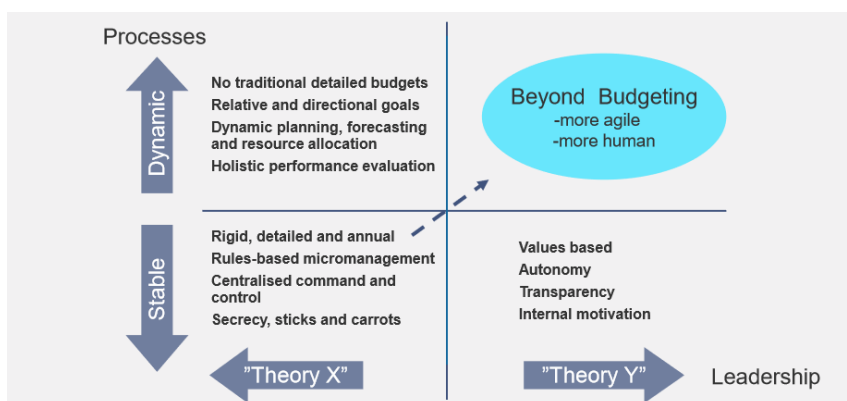 Processes
Dynamic
No traditional detailed budgets
Relative and directional goals
Dynamic planning, forecasting
and resource allocation
Holistic performance evaluation
Beyond Budgeting
-more agile
-more human
Stable
Rigid, detailed and annual
Rules-based micromanagement
Centralised command and
control
Secrecy, sticks and carrots
Values based
Autonomy
Transparency
Internal motivation
”Theory X”
”Theory Y”
Leadership